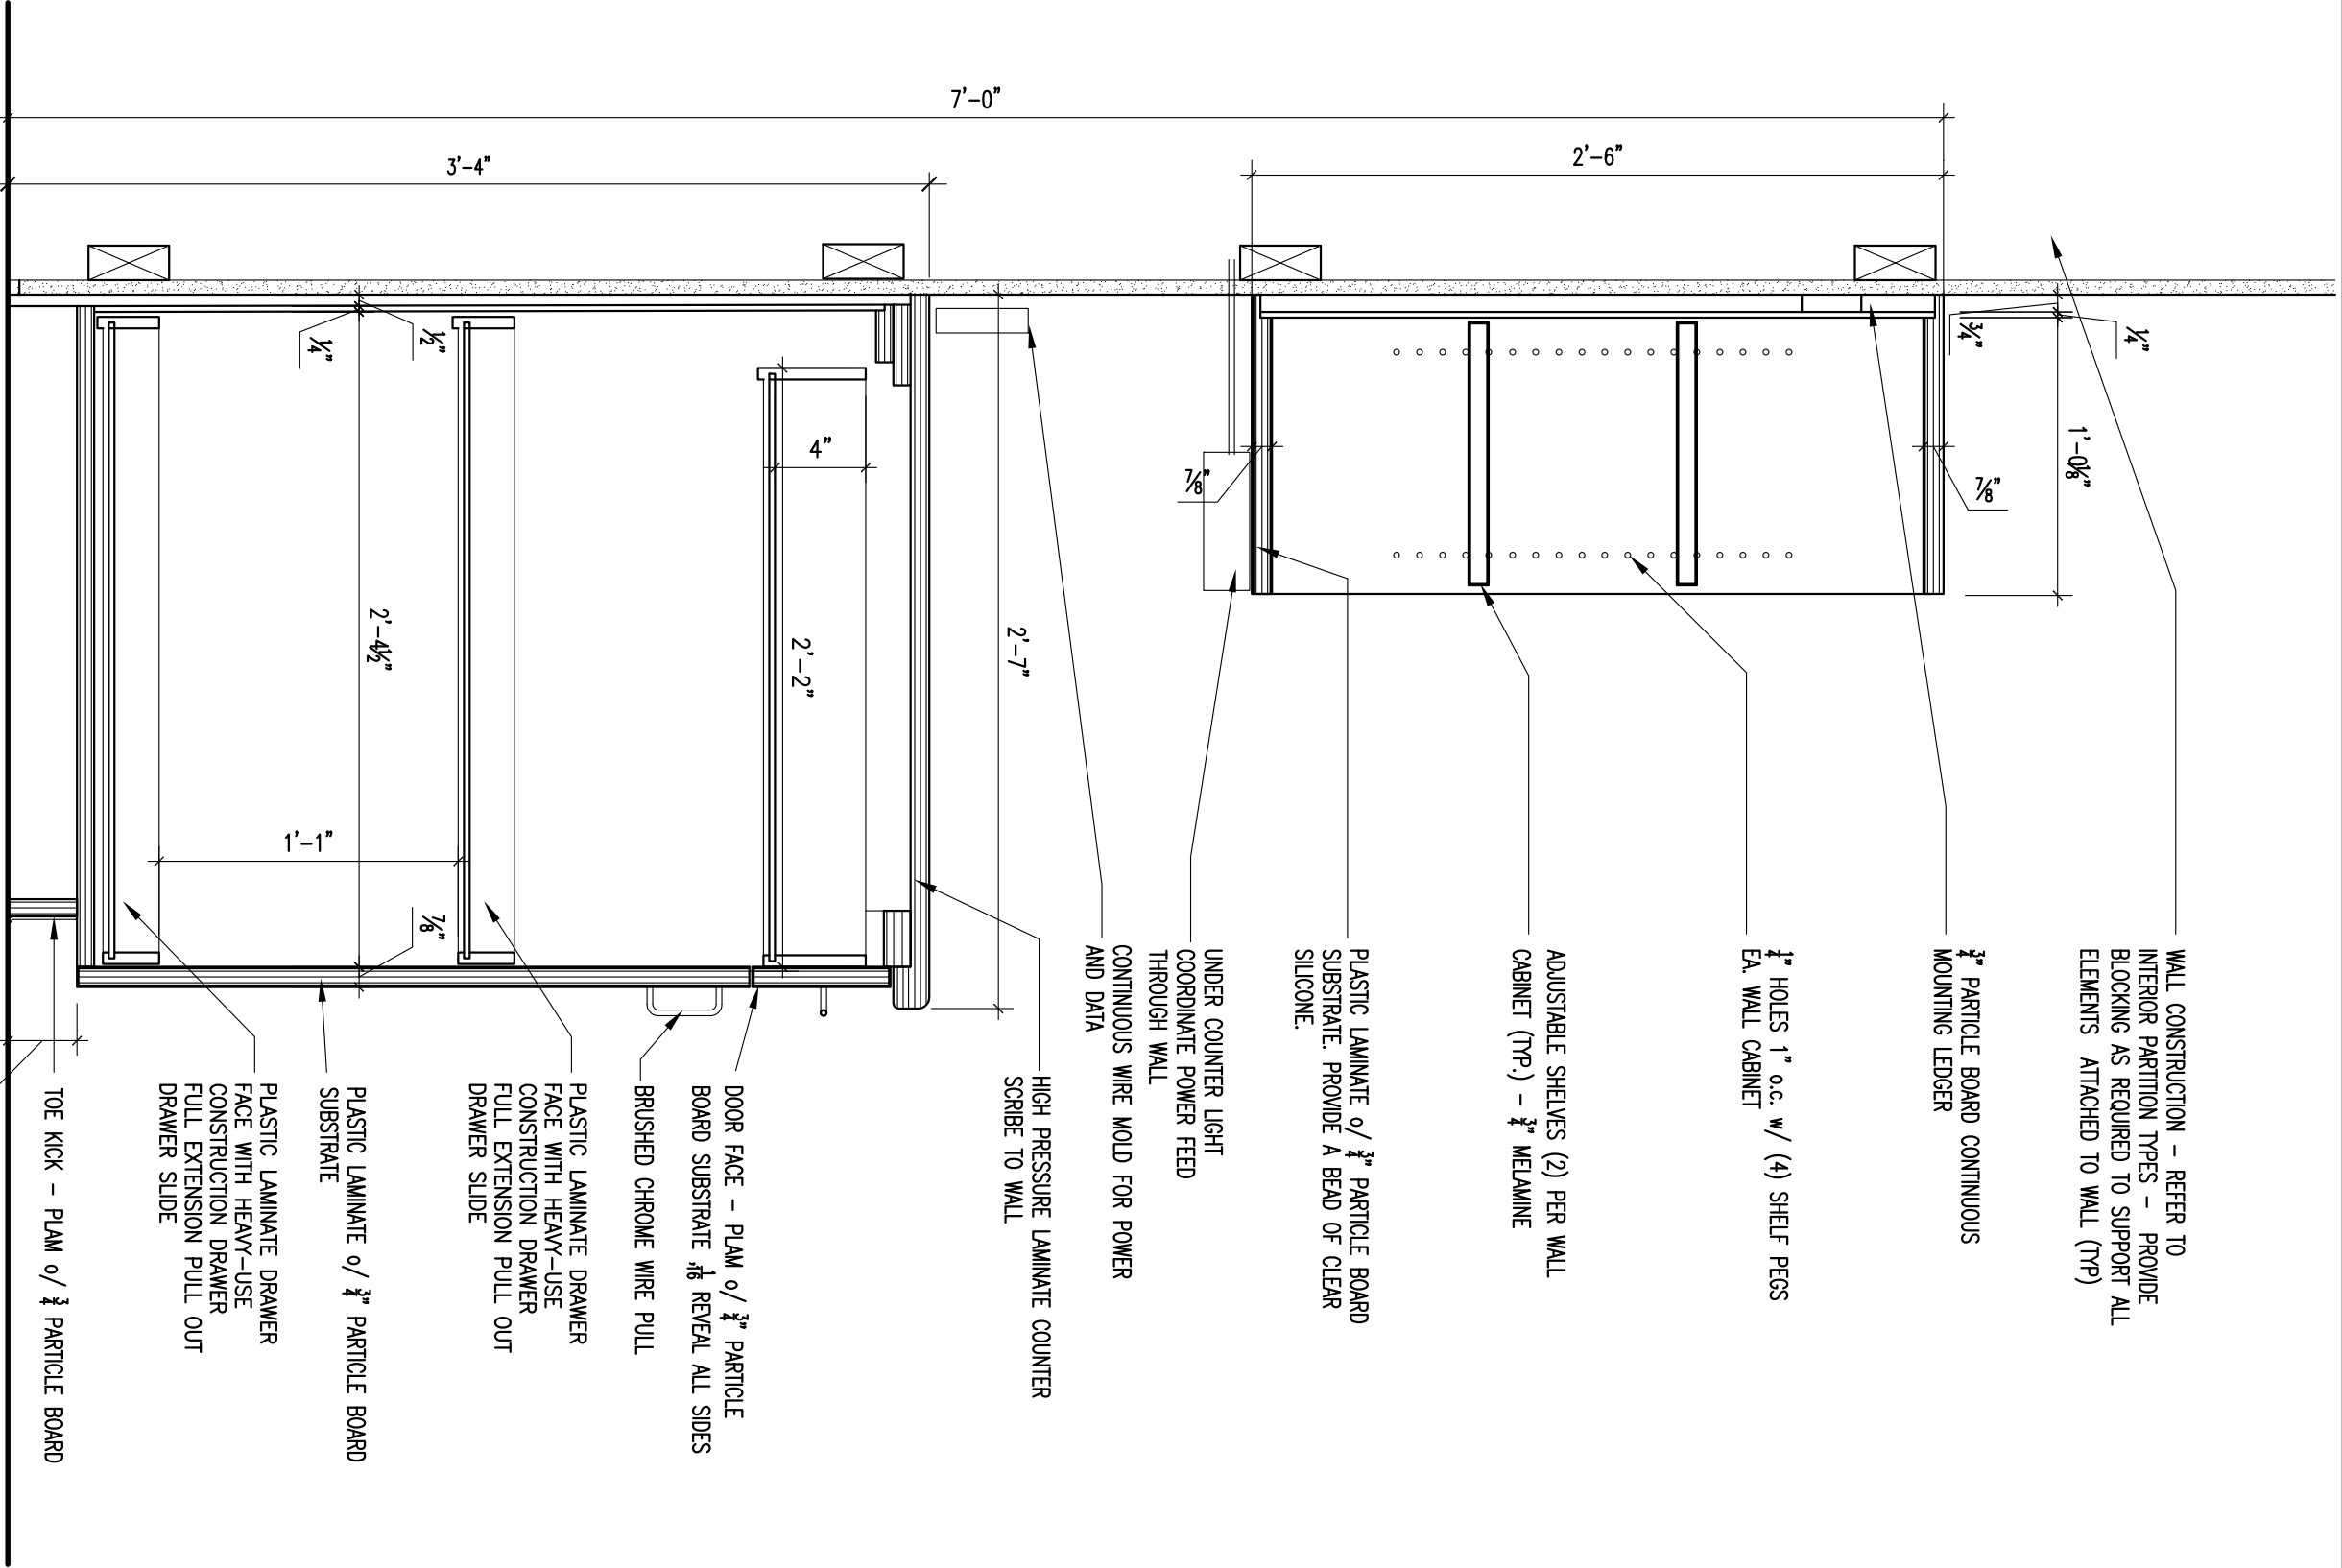 WALL CONSTRUCTION – REFER TO
INTERIOR PARTITION TYPES – PROVIDE
BLOCKING AS REQUIRED TO SUPPORT ALL
ELEMENTS ATTACHED TO WALL (TYP)
¾" PARTICLE BOARD CONTINUOUS
MOUNTING LEDGER
¼" HOLES 1" o.c. w/ (4) SHELF PEGS
EA. WALL CABINET
ADJUSTABLE SHELVES (2) PER WALL
CABINET (TYP.) – ¾" MELAMINE
PLASTIC LAMINATE o/ ¾" PARTICLE BOARD
SUBSTRATE. PROVIDE A BEAD OF CLEAR
SILICONE.
UNDER COUNTER LIGHT
COORDINATE POWER FEED
THROUGH WALL
CONTINUOUS WIRE MOLD FOR POWER
AND DATA
HIGH PRESSURE LAMINATE COUNTER
SCRIBE TO WALL
DOOR FACE – PLAM o/ ¾" PARTICLE
BOARD SUBSTRATE ,1/16 REVEAL ALL SIDES
BRUSHED CHROME WIRE PULL
PLASTIC LAMINATE DRAWER
FACE WITH HEAVY-USE
CONSTRUCTION DRAWER
FULL EXTENSION PULL OUT
DRAWER SLIDE
PLASTIC LAMINATE o/ ¾" PARTICLE BOARD
SUBSTRATE
PLASTIC LAMINATE DRAWER
FACE WITH HEAVY-USE
CONSTRUCTION DRAWER
FULL EXTENSION PULL OUT
DRAWER SLIDE
TOE KICK – PLAM o/ ¾ PARTICLE BOARD
¼"
¾"
1'-0⅛"
⅞"
⅞"
2'-6"
7'-0"
3'-4"
2'-7"
4"
2'-2"
½"
¼"
2'-4½"
1'-1"
⅞"